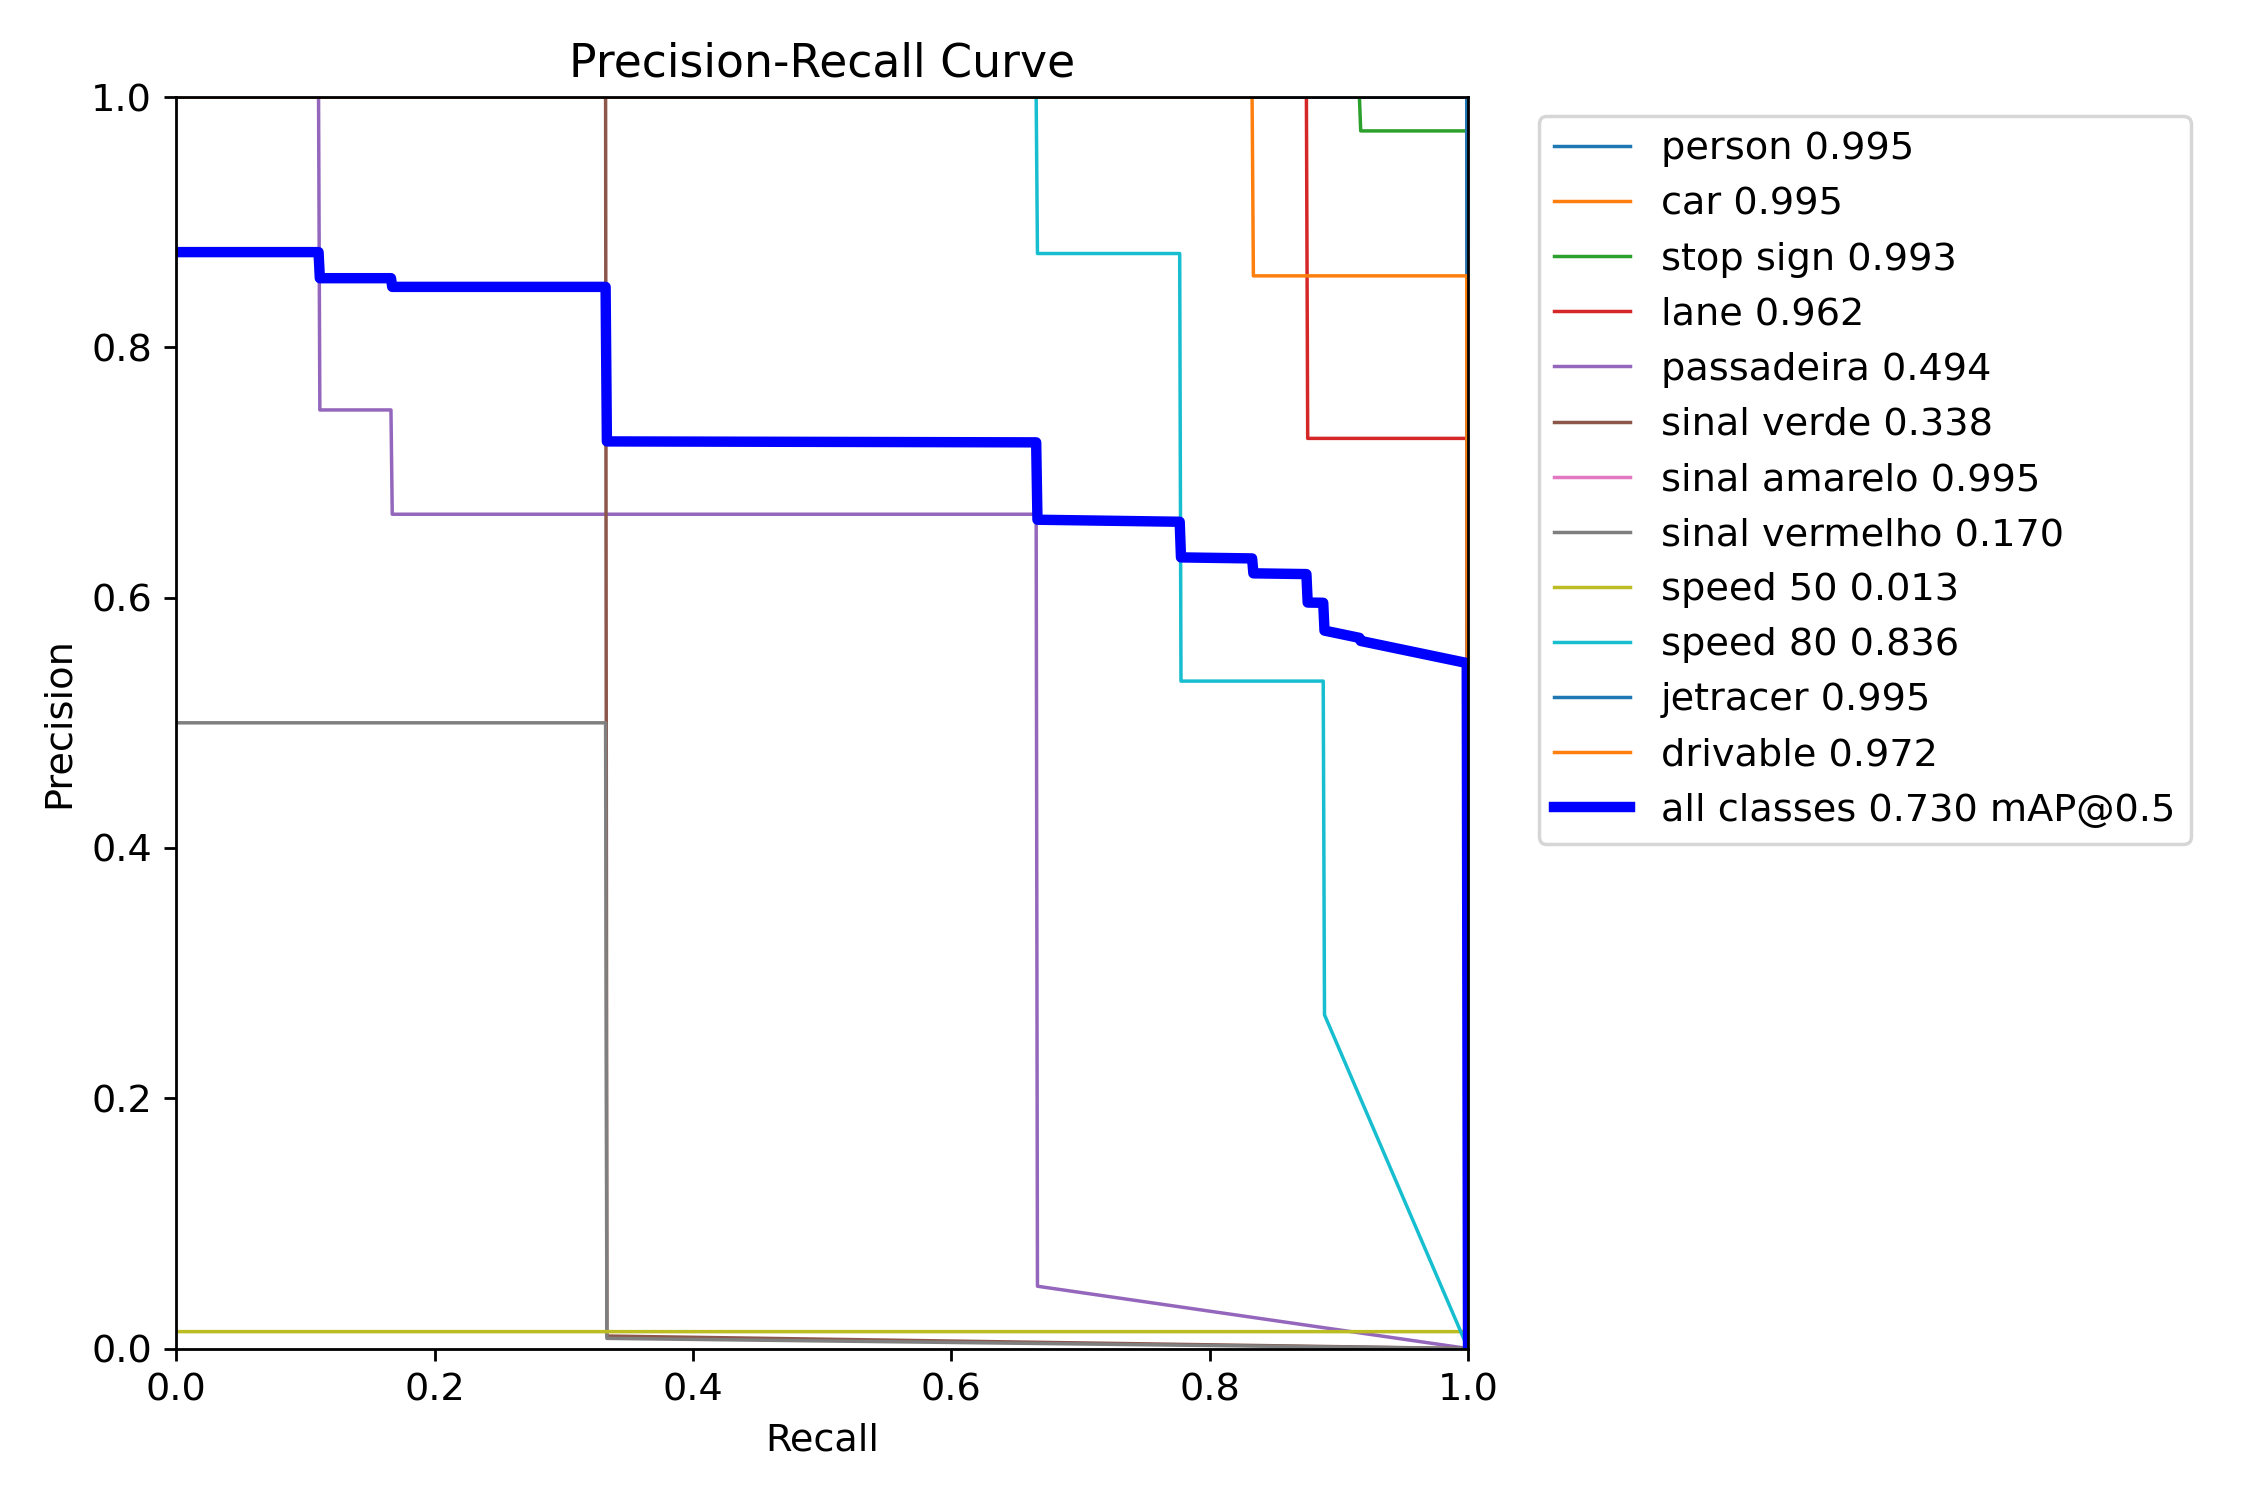 Precision-Recall Curve
1.0
0.8
0.6
0.4
0.2
0.0
Precision
0.0 0.2 0.4 0.6 0.8 1.0
Recall
person 0.995
car 0.995
stop sign 0.993
lane 0.962
passadeira 0.494
sinal verde 0.338
sinal amarelo 0.995
sinal vermelho 0.170
speed 50 0.013
speed 80 0.836
jetracer 0.995
drivable 0.972
all classes 0.730 mAP@0.5